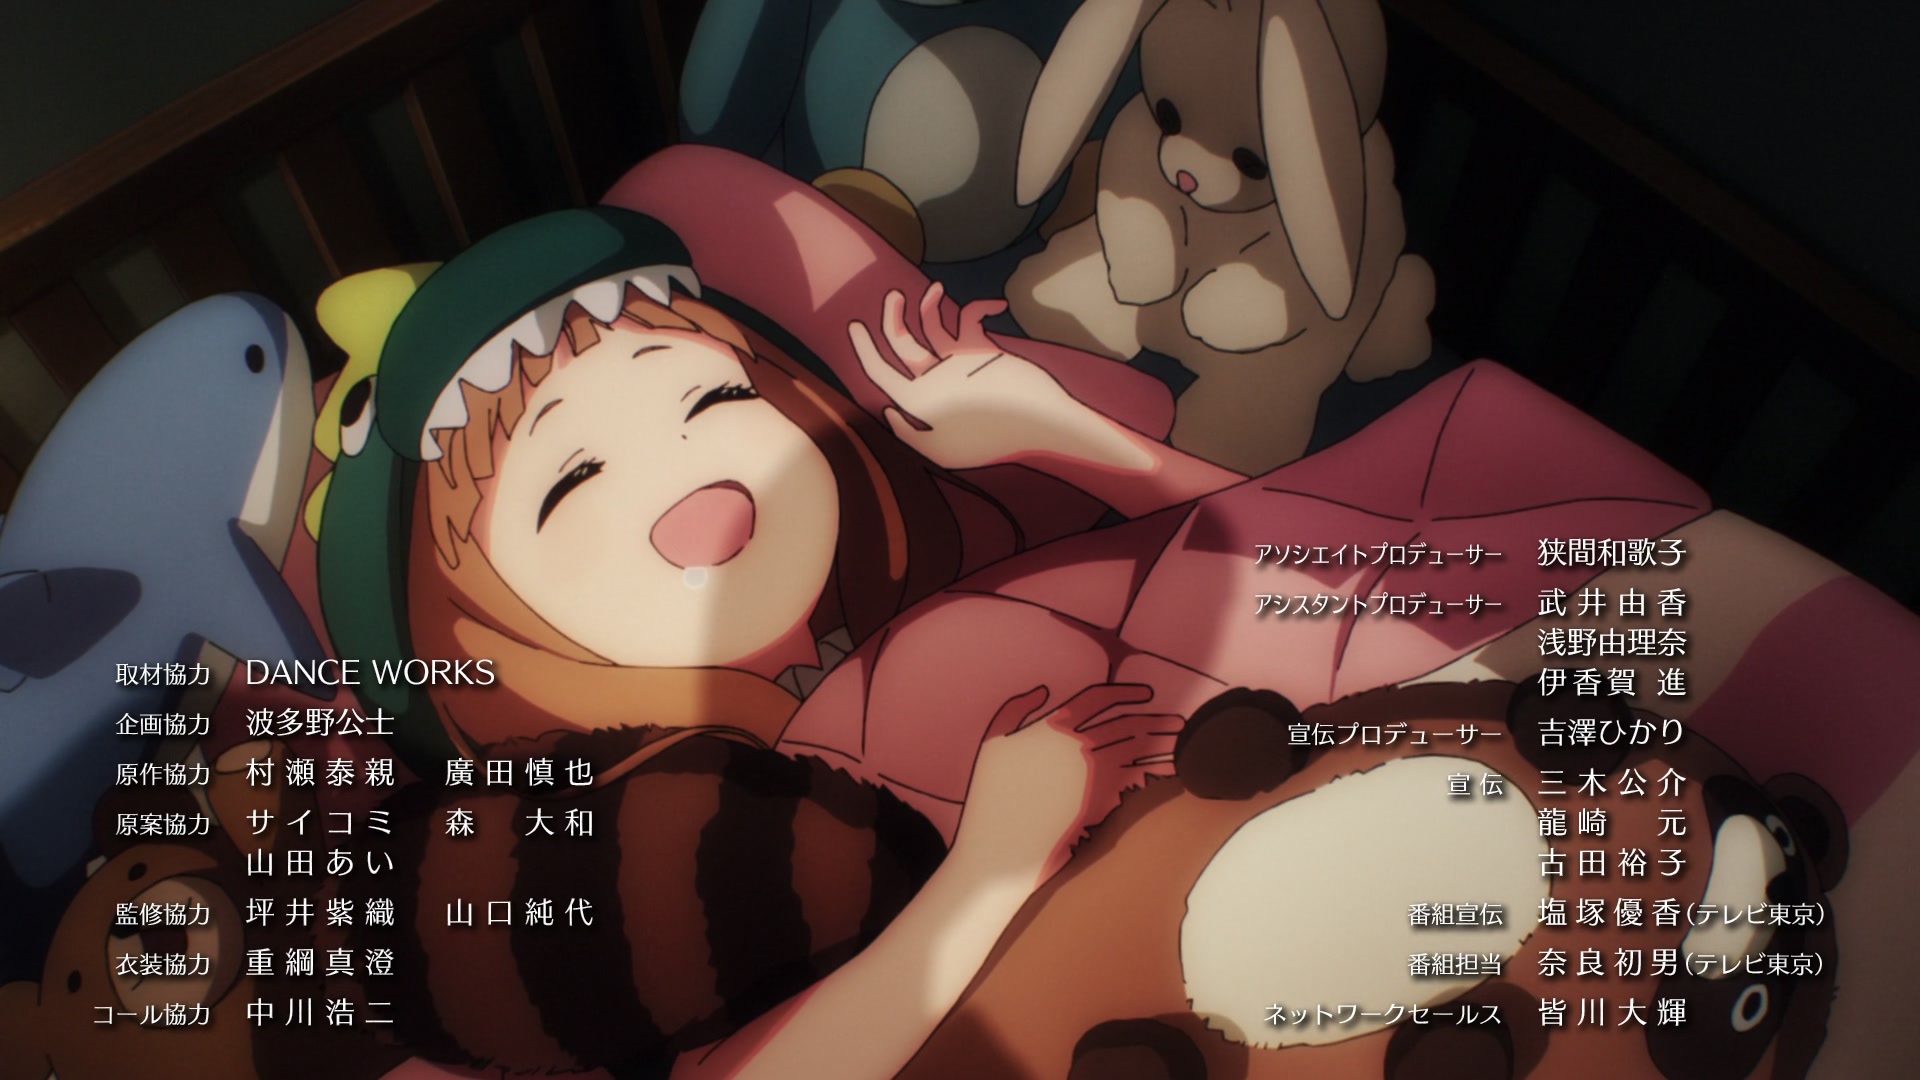 取材協力 DANCE WORKS
企画協力 波多野公士
原作協力 村瀬泰親 廣田慎也
原案協力 サイコミ 森 大和
山田あい
監修協力 坪井紫織 山口純代
衣装協力 重綱真澄
コール協力 中川浩二
アソシエイトプロデューサー 狭間和歌子
アシスタントプロデューサー 武井由香
浅野由理奈
伊香賀 進
宣伝プロデューサー 吉澤ひかり
宣伝 三木公介
龍崎 元
古田裕子
番組宣伝 塩塚優香(テレビ東京)
番組担当 奈良初男(テレビ東京)
ネットワークセールス 皆川大輝